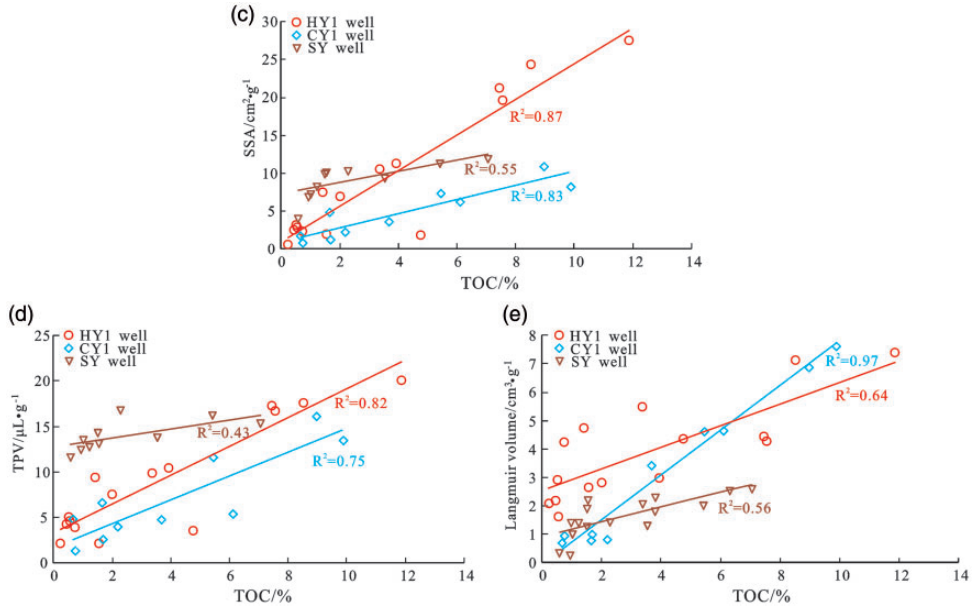 (c)
HY1 well
CY1 well
SY well
30
25
20
15
10
5
0
SSA/cm²•g⁻¹
R²=0.87
R²=0.55
R²=0.83
0 2 4 6 8 10 12 14
TOC/%
(d)
HY1 well
CY1 well
SY well
25
20
15
10
5
0
TPV/μL•g⁻¹
R²=0.82
R²=0.43
R²=0.75
0 2 4 6 8 10 12 14
TOC/%
(e)
HY1 well
CY1 well
SY well
8
7
6
5
4
3
2
1
0
Langmuir volume/cm³•g⁻¹
R²=0.97
R²=0.64
R²=0.56
0 2 4 6 8 10 12 14
TOC/%